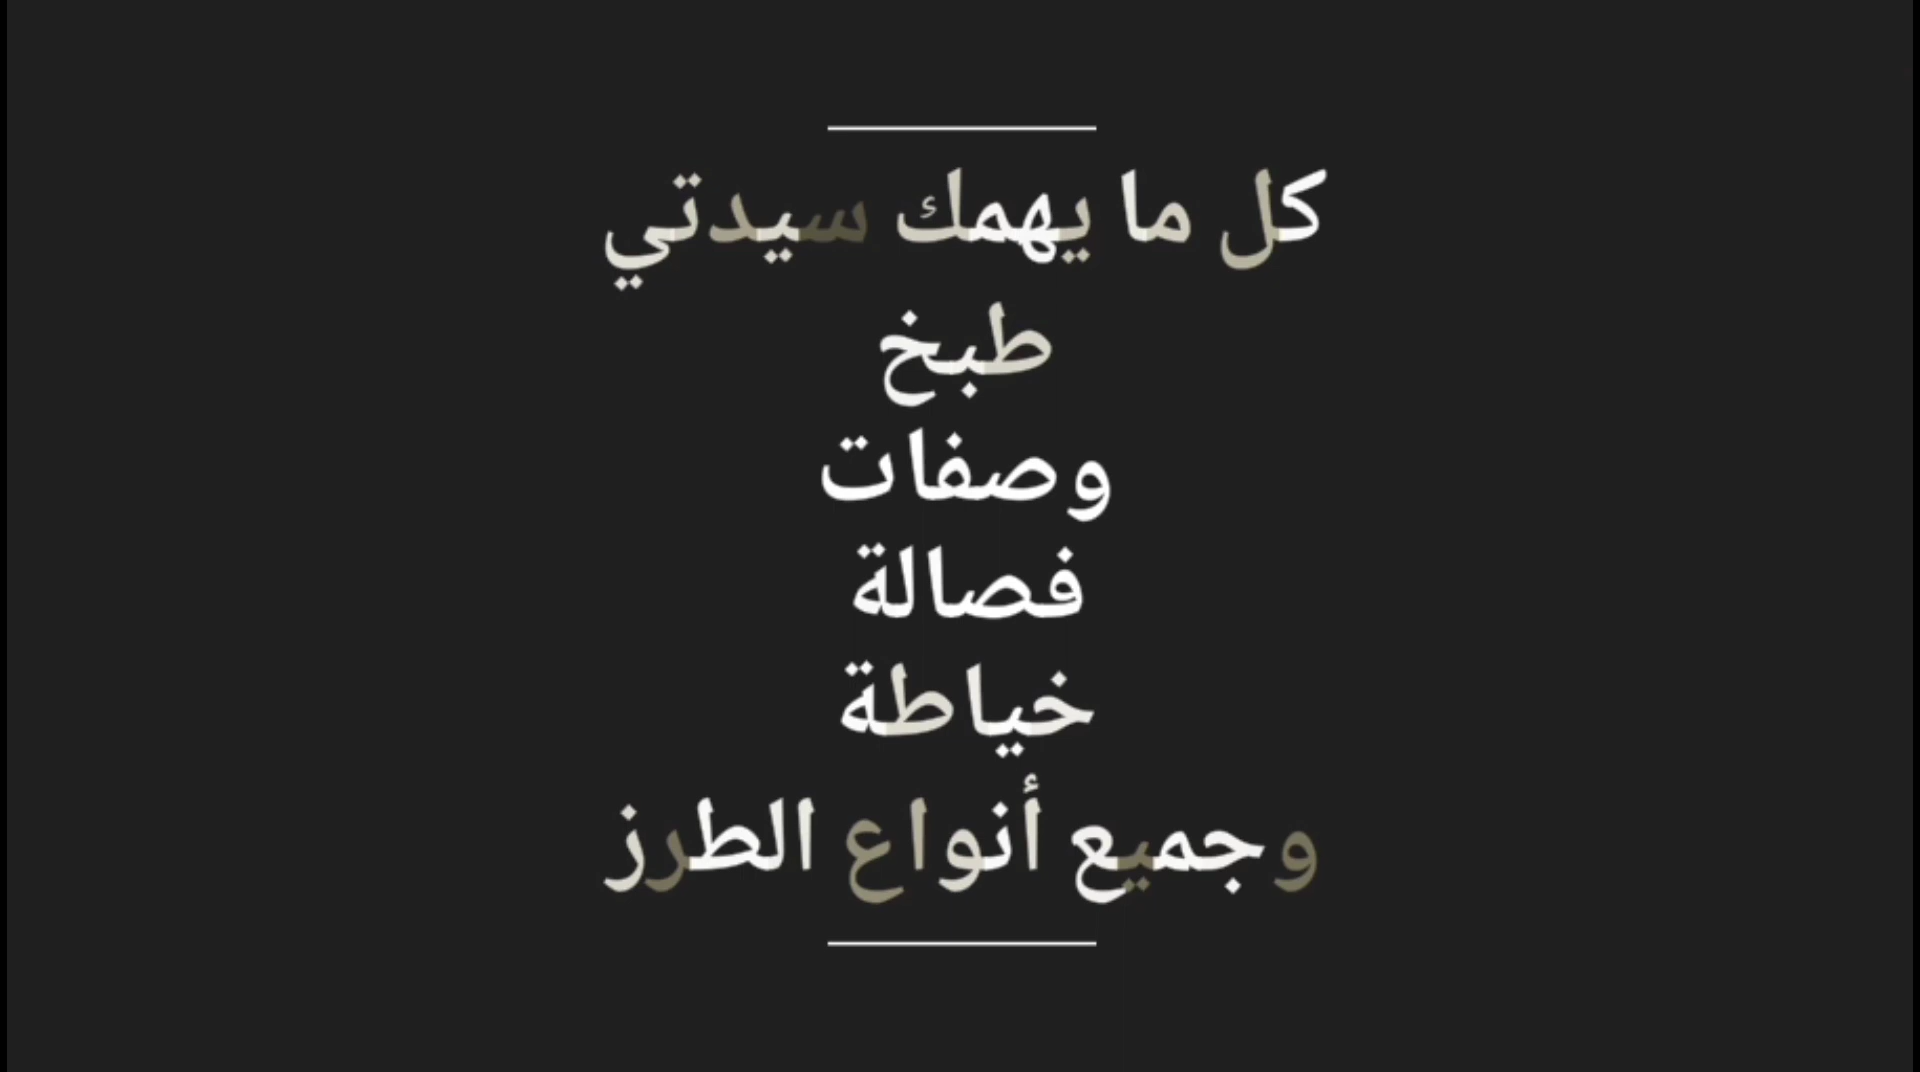 كل ما يهمك سيدتي
طبخ
وصفات
فصالة
خياطة
وجميع أنواع الطرز